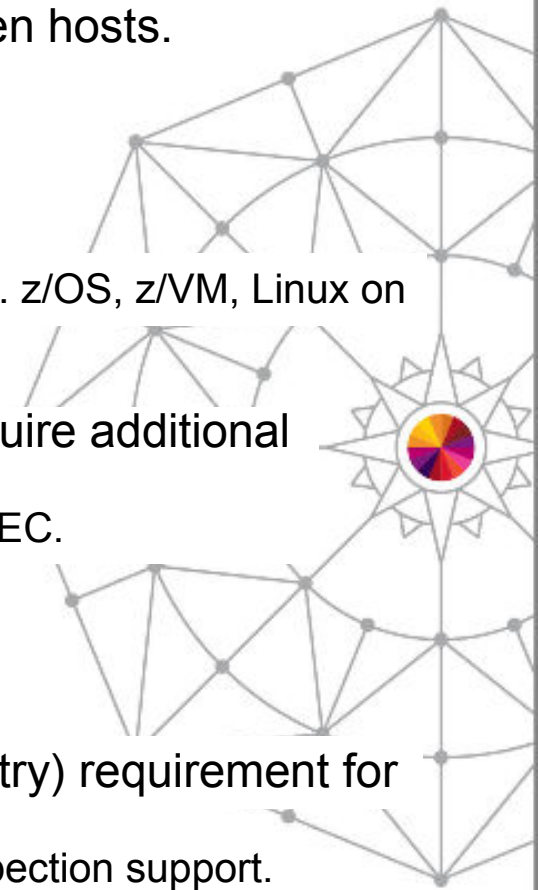 en hosts.
. z/OS, z/VM, Linux on
uire additional
EC.
try) requirement for
pection support.